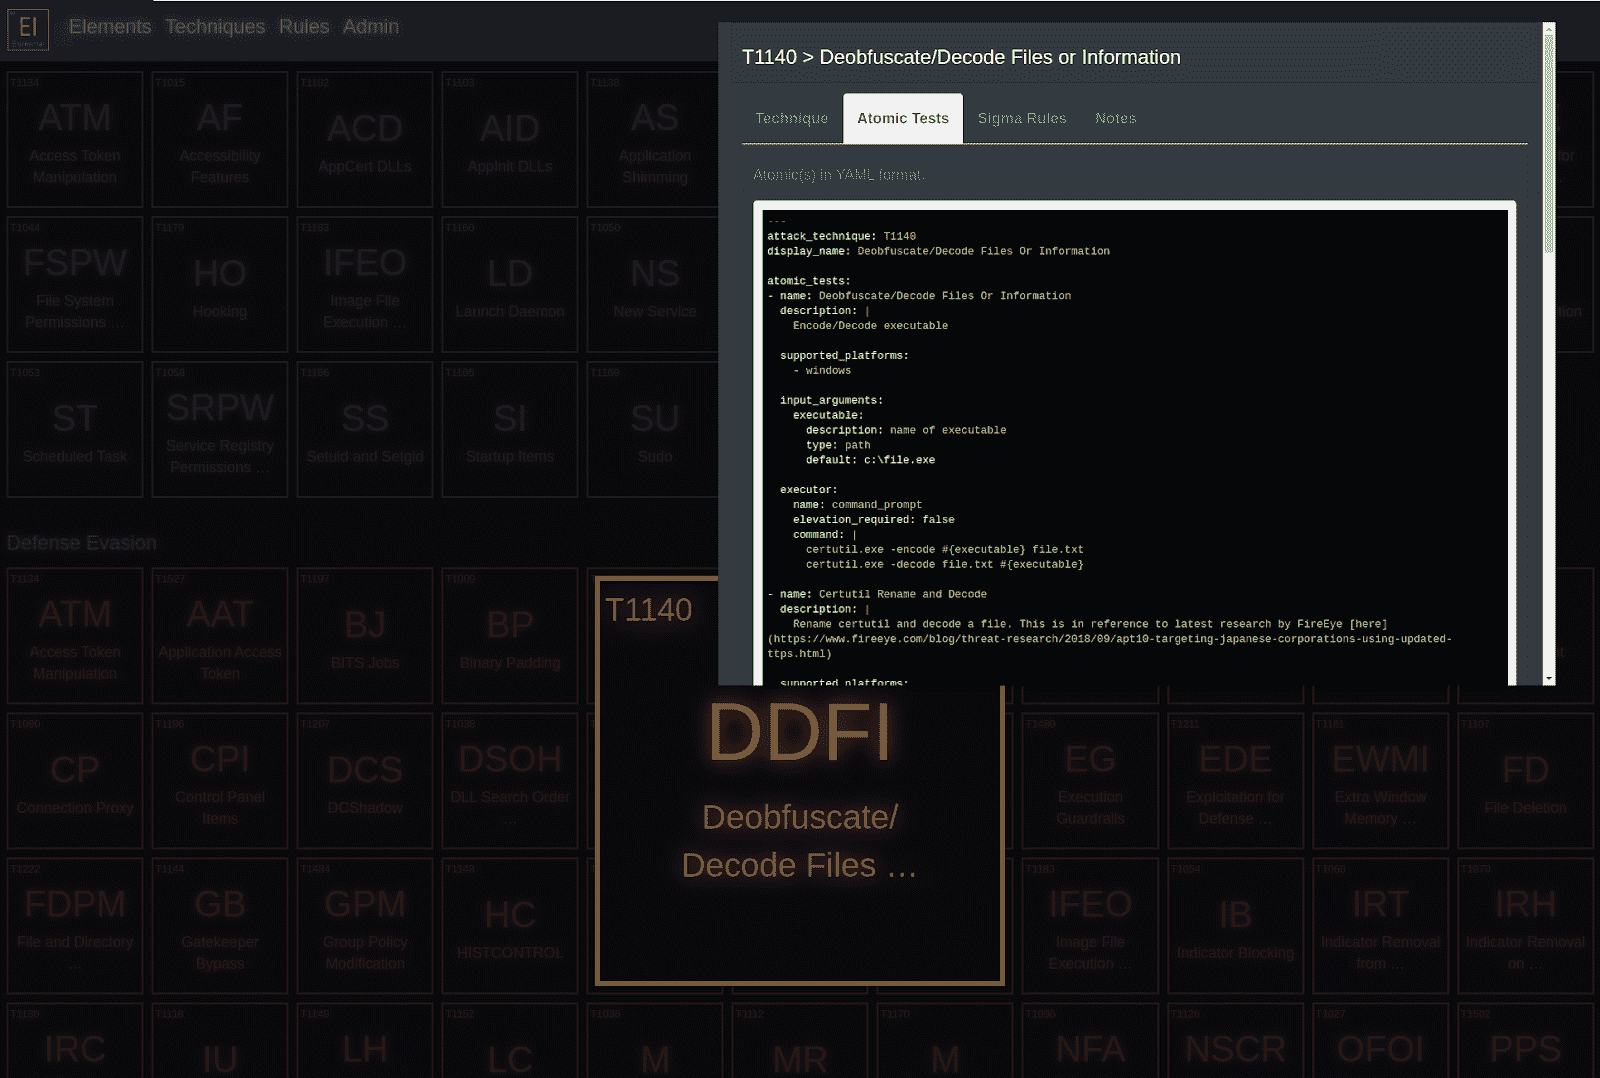 El
Elemental
Elements Techniques Rules Admin
T1134
ATM
Access Token
Manipulation
T1015
AF
Accessibility
Features
T1182
ACD
AppCert DLLs
T1103
AID
AppInit DLLs
T1138
AS
Application
Shimming
T1044
FSPW
File System
Permissions ...
T1179
HO
Hooking
T1183
IFEO
Image File
Execution ...
T1160
LD
Launch Daemon
T1050
NS
New Service
T1053
ST
Scheduled Task
T1058
SRPW
Service Registry
Permissions ...
T1166
SS
Setuid and Setgid
T1165
SI
Startup Items
T1169
SU
Sudo
T1140 > Deobfuscate/Decode Files or Information
Technique Atomic Tests Sigma Rules Notes
Atomic(s) in YAML format.
---
attack_technique: T1140
display_name: Deobfuscate/Decode Files Or Information
atomic_tests:
- name: Deobfuscate/Decode Files Or Information
description: |
Encode/Decode executable
supported_platforms:
- windows
input_arguments:
executable:
description: name of executable
type: path
default: c:\file.exe
executor:
name: command_prompt
elevation_required: false
command: |
certutil.exe -encode #{executable} file.txt
certutil.exe -decode file.txt #{executable}
- name: Certutil Rename and Decode
description: |
Rename certutil and decode a file. This is in reference to latest research by FireEye [here]
(https://www.fireeye.com/blog/threat-research/2018/09/apt10-targeting-japanese-corporations-using-updated-
ttps.html)
supported_platforms:
Defense Evasion
T1134
ATM
Access Token
Manipulation
T1527
AAT
Application Access
Token
T1197
BJ
BITS Jobs
T1009
BP
Binary Padding
T1140
DDFI
Deobfuscate/
Decode Files ...
T1090
CP
Connection Proxy
T1196
CPI
Control Panel
Items
T1207
DCS
DCShadow
T1038
DSOH
DLL Search Order
...
T1480
EG
Execution
Guardrails
T1211
EDE
Exploitation for
Defense ...
T1181
EWMI
Extra Window
Memory ...
T1107
FD
File Deletion
T1222
FDPM
File and Directory
...
T1144
GB
Gatekeeper
Bypass
T1484
GPM
Group Policy
Modification
T1148
HC
HISTCONTROL
T1183
IFEO
Image File
Execution ...
T1054
IB
Indicator Blocking
T1066
IRT
Indicator Removal
from ...
T1070
IRH
Indicator Removal
on ...
T1130
IRC
T1118
IU
T1149
LH
T1152
LC
T1036
M
T1112
MR
T1170
M
T1096
NFA
T1126
NSCR
T1027
OFOI
T1502
PPS